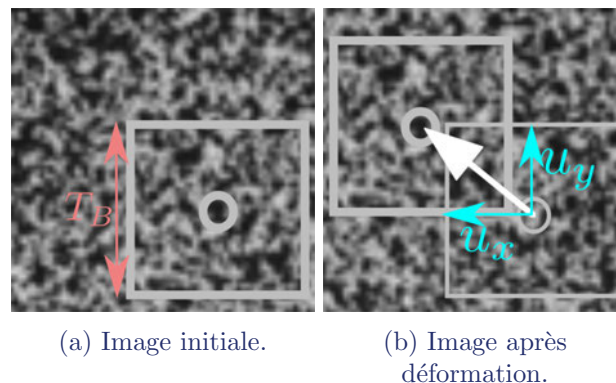 T_B
u_y
u_x
(a) Image initiale.
(b) Image après
déformation.